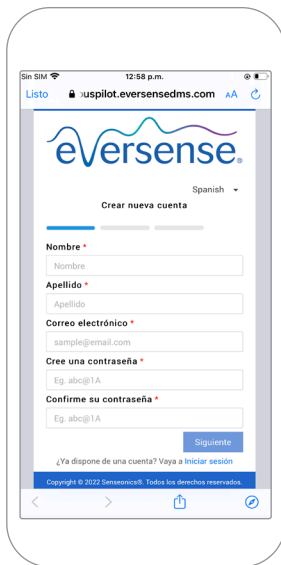 Sin SIM 12:58 p.m.
Listo uspilot.eversensedms.com AA
eversense®
Spanish
Crear nueva cuenta
Nombre *
Nombre
Apellido *
Apellido
Correo electrónico *
sample@email.com
Cree una contraseña *
Eg. abc@1A
Confirme su contraseña *
Eg. abc@1A
Siguiente
¿Ya dispone de una cuenta? Vaya a Iniciar sesión
Copyright © 2022 Senseonics®. Todos los derechos reservados.